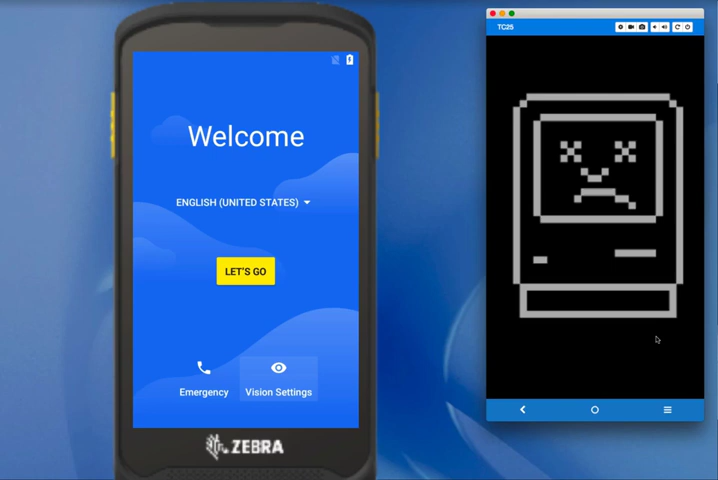 Welcome
ENGLISH (UNITED STATES)
LET'S GO
Emergency
Vision Settings
ZEBRA
TC25